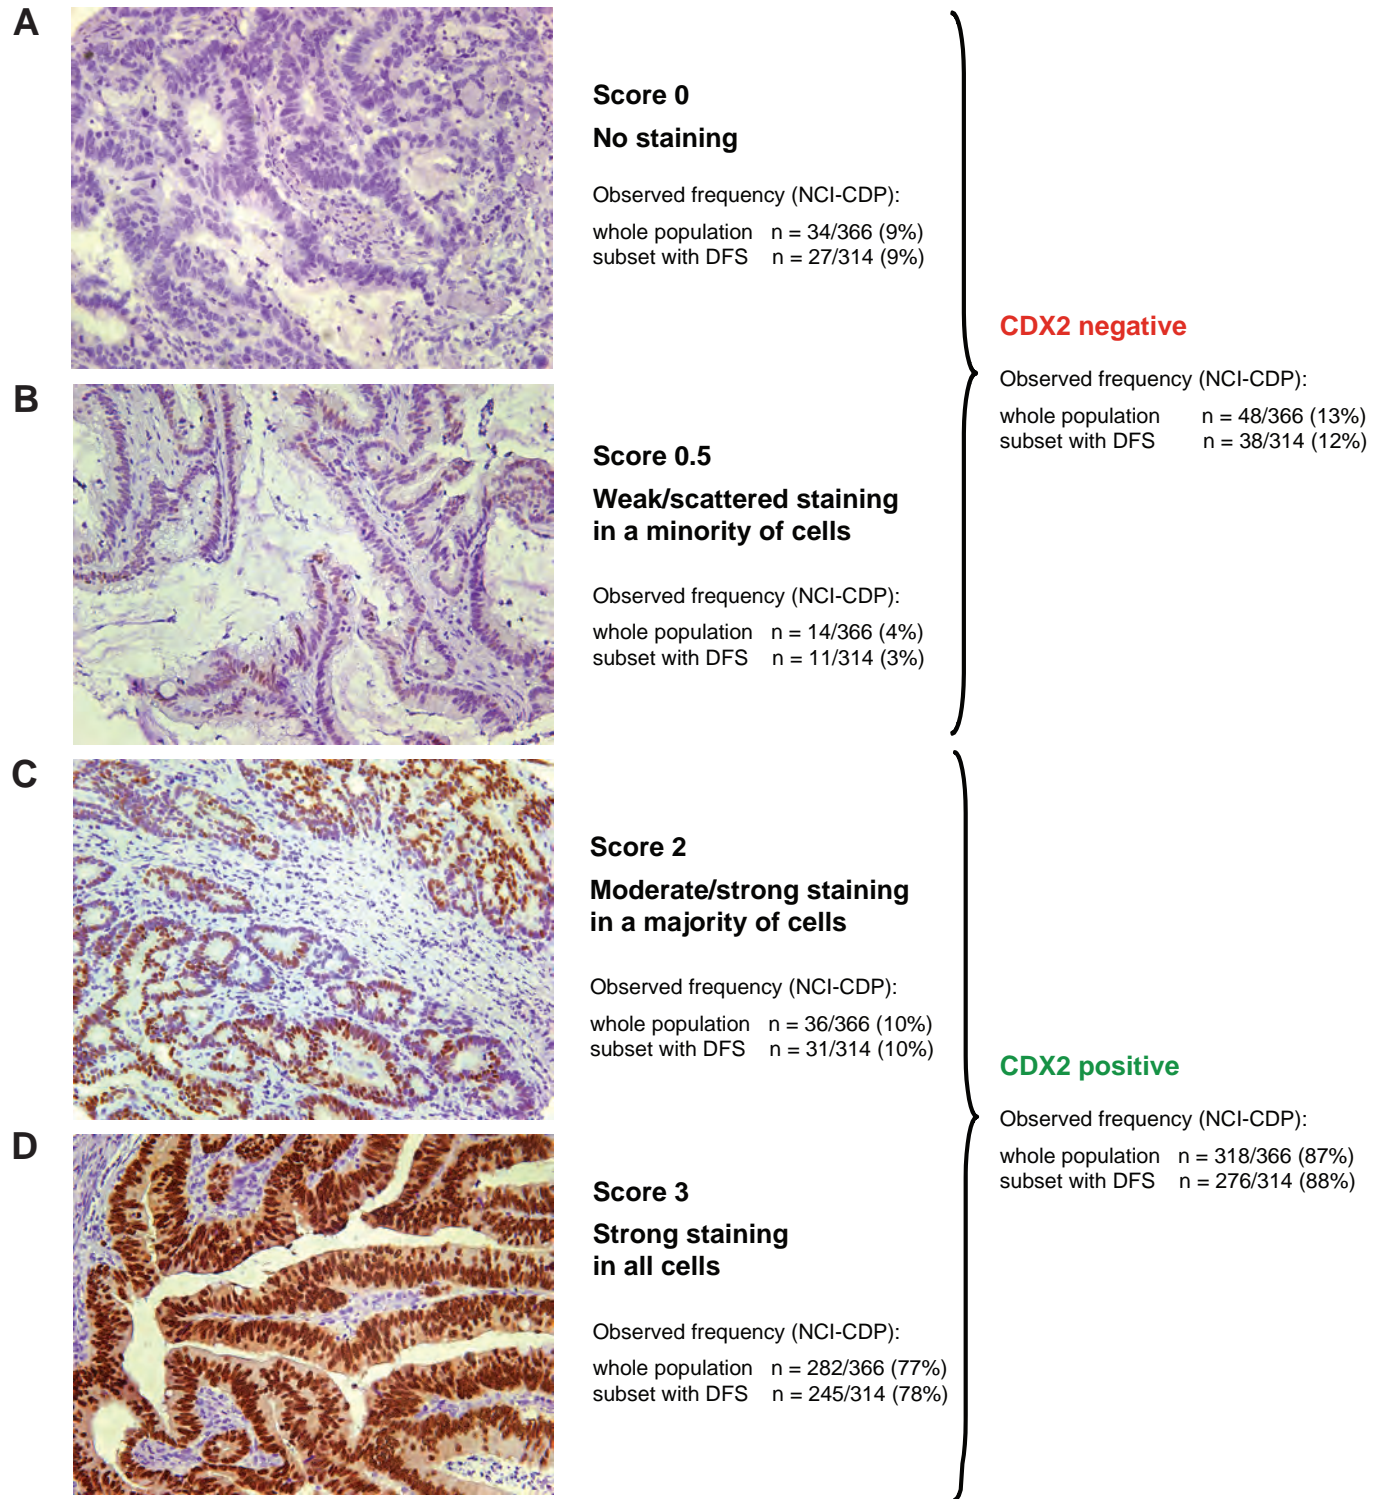 A
Score 0
No staining
Observed frequency (NCI-CDP):
whole population n = 34/366 (9%)
subset with DFS n = 27/314 (9%)
CDX2 negative
Observed frequency (NCI-CDP):
whole population n = 48/366 (13%)
subset with DFS n = 38/314 (12%)
B
Score 0.5
Weak/scattered staining
in a minority of cells
Observed frequency (NCI-CDP):
whole population n = 14/366 (4%)
subset with DFS n = 11/314 (3%)
C
Score 2
Moderate/strong staining
in a majority of cells
Observed frequency (NCI-CDP):
whole population n = 36/366 (10%)
subset with DFS n = 31/314 (10%)
CDX2 positive
Observed frequency (NCI-CDP):
whole population n = 318/366 (87%)
subset with DFS n = 276/314 (88%)
D
Score 3
Strong staining
in all cells
Observed frequency (NCI-CDP):
whole population n = 282/366 (77%)
subset with DFS n = 245/314 (78%)